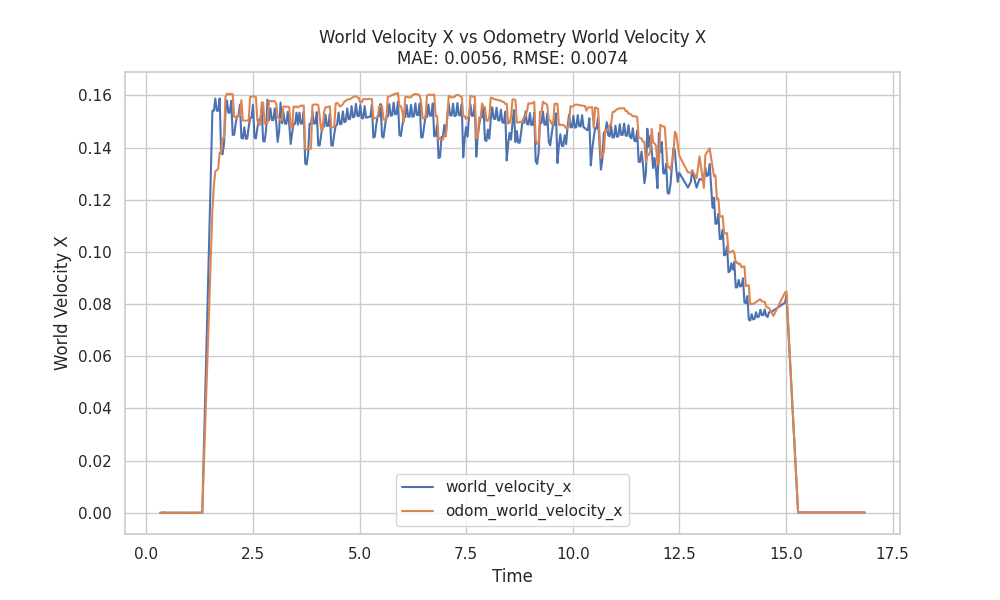 World Velocity X vs Odometry World Velocity X
MAE: 0.0056, RMSE: 0.0074
World Velocity X
0.16
0.14
0.12
0.10
0.08
0.06
0.04
0.02
0.00
world_velocity_x
odom_world_velocity_x
0.0 2.5 5.0 7.5 10.0 12.5 15.0 17.5
Time